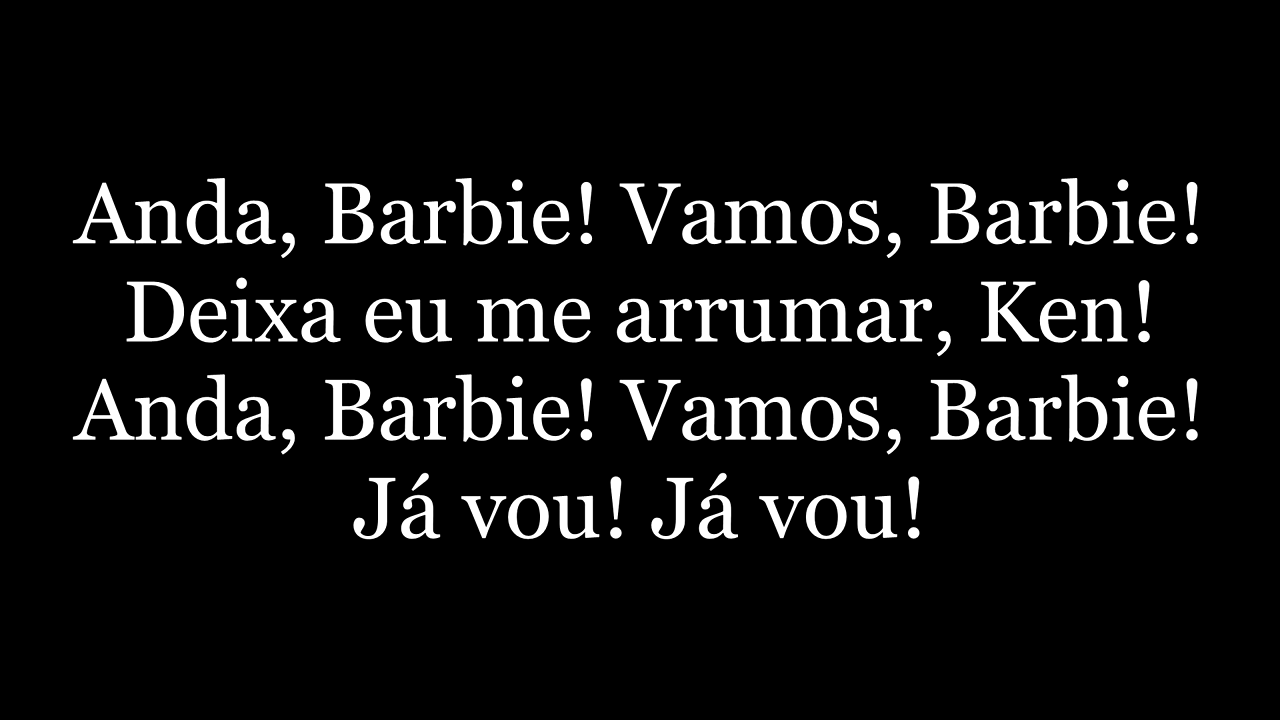 Anda, Barbie! Vamos, Barbie!
Deixa eu me arrumar, Ken!
Anda, Barbie! Vamos, Barbie!
Já vou! Já vou!